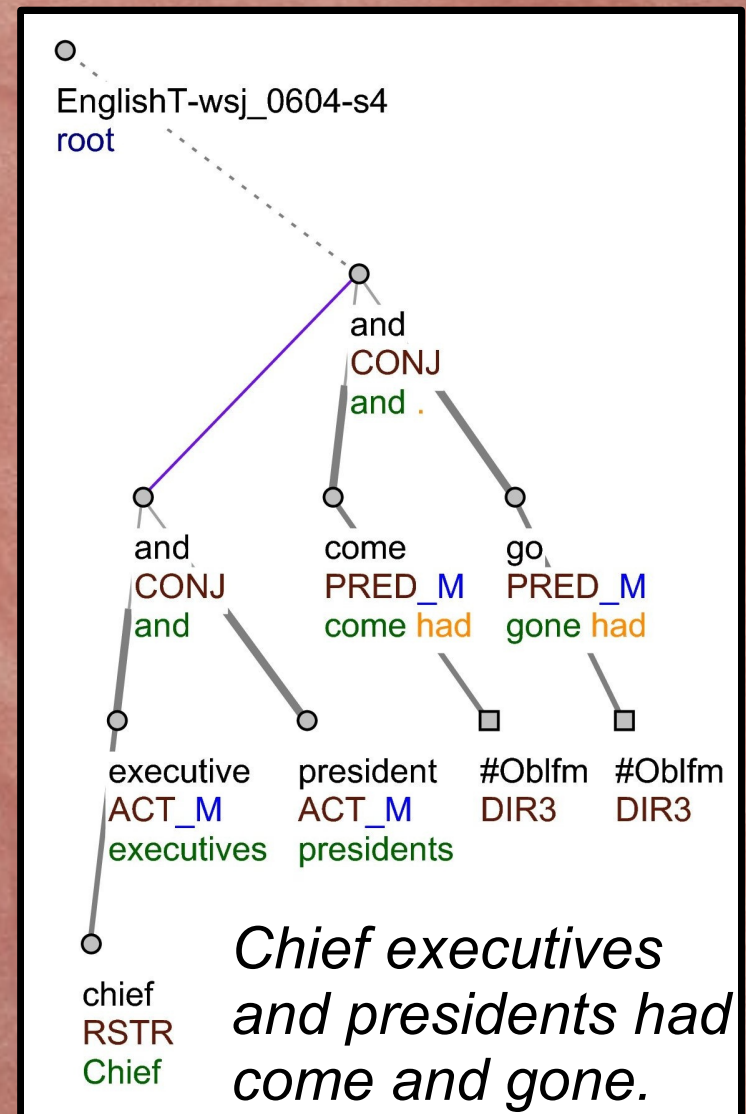 EnglishT-wsj_0604-s4
root
and
CONJ
and .
and
CONJ
and
come
PRED_M
come had
go
PRED_M
gone had
executive
ACT_M
executives
president
ACT_M
presidents
#Oblfm
DIR3
#Oblfm
DIR3
chief
RSTR
Chief
Chief executives
and presidents had
come and gone.